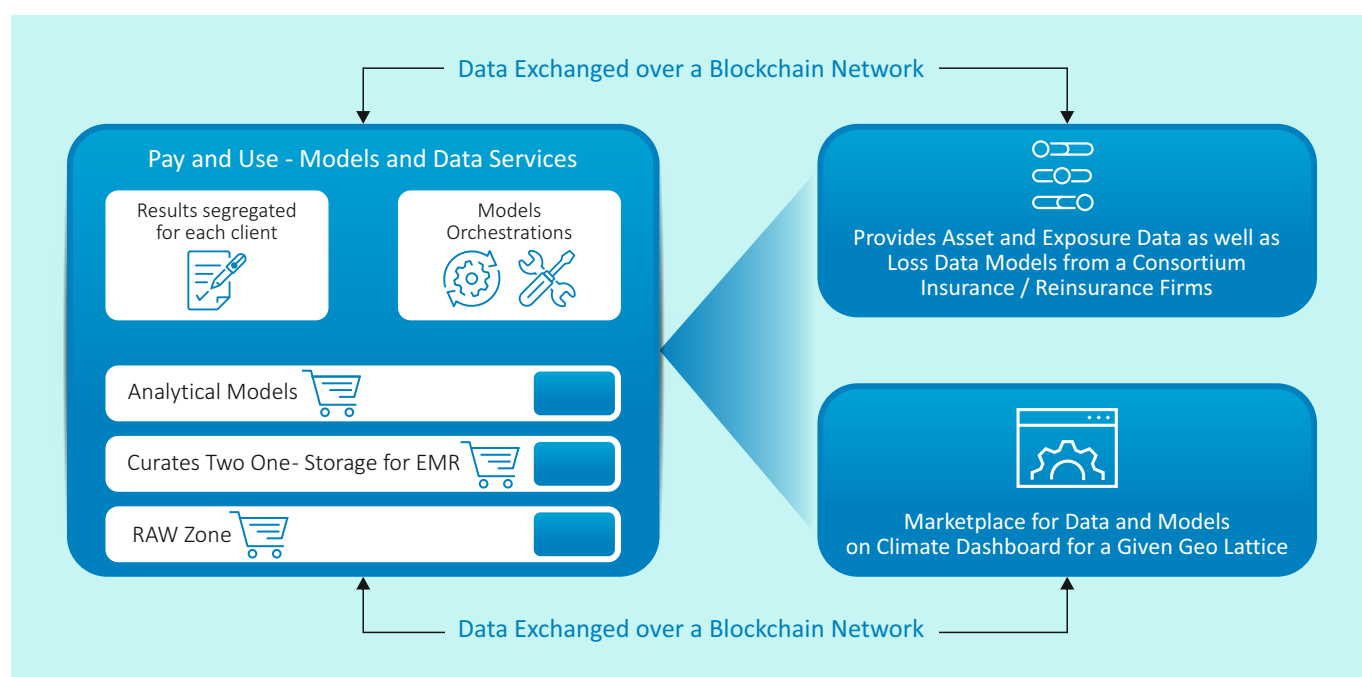 Data Exchanged over a Blockchain Network
Pay and Use - Models and Data Services
Results segregated
for each client
Models
Orchestrations
Analytical Models
Curates Two One- Storage for EMR
RAW Zone
Provides Asset and Exposure Data as well as
Loss Data Models from a Consortium
Insurance / Reinsurance Firms
Marketplace for Data and Models
on Climate Dashboard for a Given Geo Lattice
Data Exchanged over a Blockchain Network